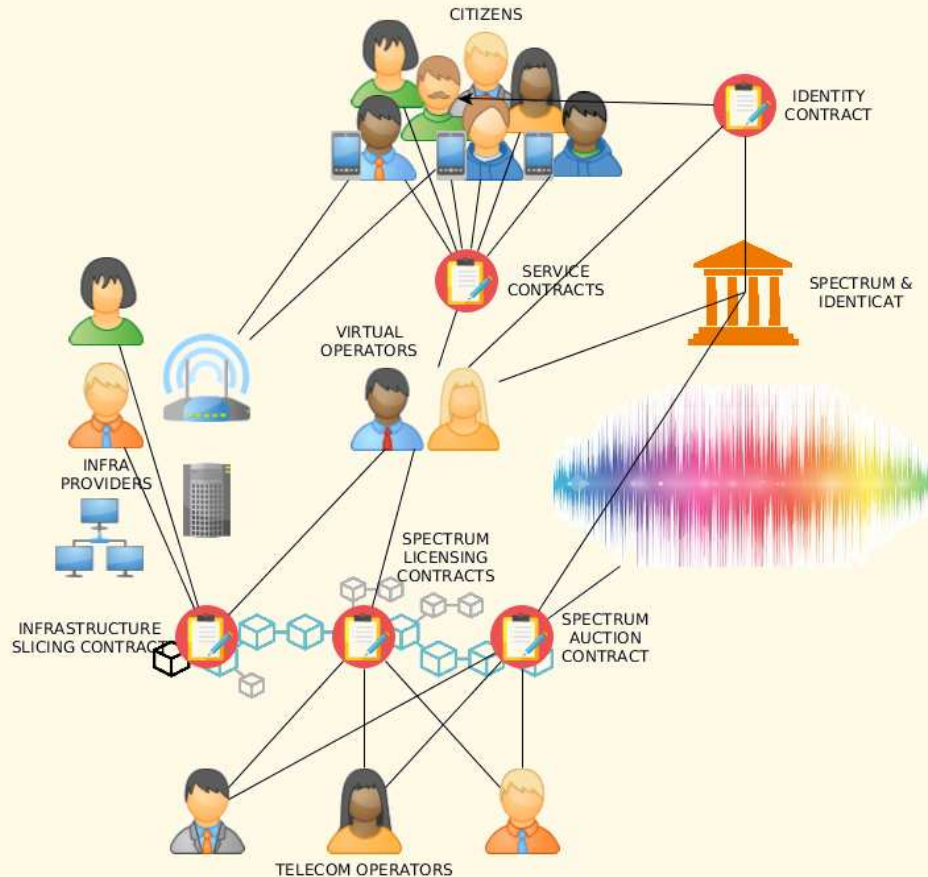 CITIZENS
IDENTITY
CONTRACT
SERVICE
CONTRACTS
SPECTRUM &
IDENTICAT
VIRTUAL
OPERATORS
INFRA
PROVIDERS
SPECTRUM
LICENSING
CONTRACTS
INFRASTRUCTURE
SLICING CONTRACT
SPECTRUM
AUCTION
CONTRACT
TELECOM OPERATORS